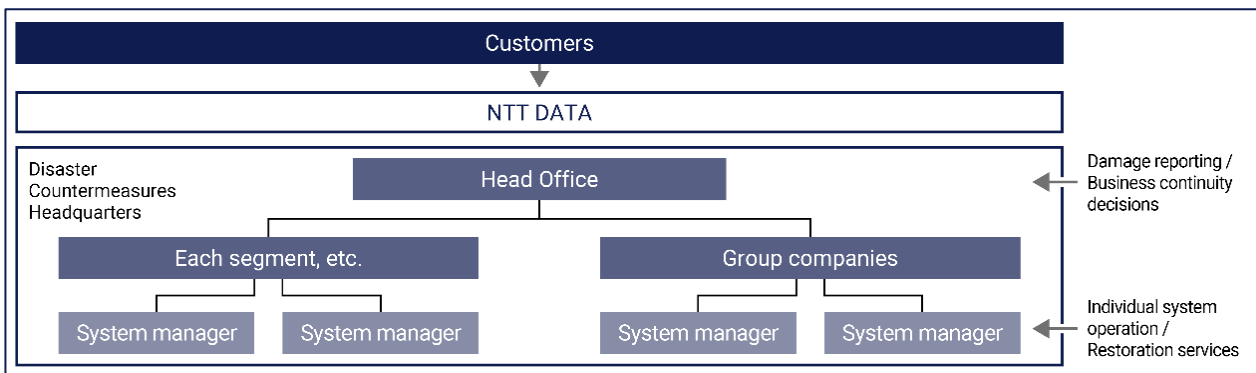 Customers
NTT DATA
Disaster
Countermeasures
Headquarters
Head Office
Damage reporting /
Business continuity
decisions
Each segment, etc.
Group companies
System manager
System manager
System manager
System manager
Individual system
operation /
Restoration services